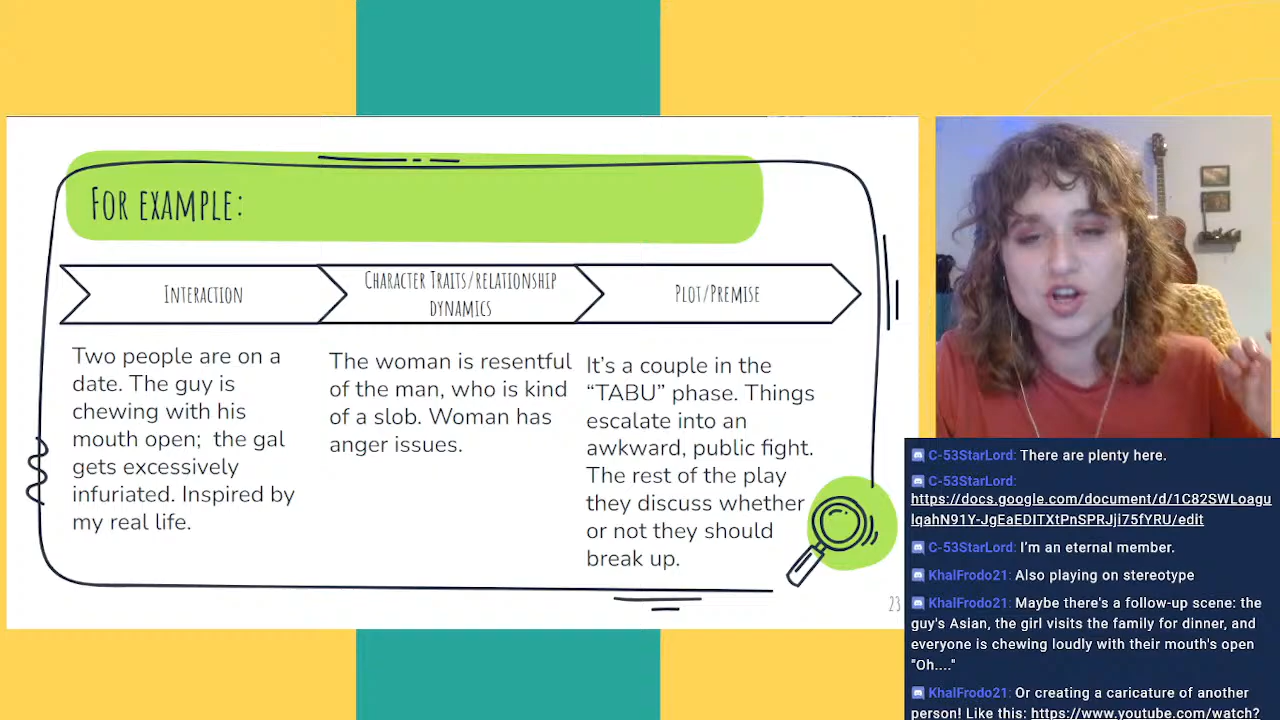 For example:
Interaction
Character Traits/relationship
dynamics
Plot/Premise
Two people are on a
date. The guy is
chewing with his
mouth open;  the gal
gets excessively
infuriated. Inspired by
my real life.
The woman is resentful
of the man, who is kind
of a slob. Woman has
anger issues.
It’s a couple in the
“TABU” phase. Things
escalate into an
awkward, public fight.
The rest of the play
they discuss whether
or not they should
break up.
23
C-53StarLord: There are plenty here.
C-53StarLord:
https://docs.google.com/document/d/1C82SWLoagu
lqahN91Y-JgEaEDITXtPnSPRJji75fYRU/edit
C-53StarLord: I’m an eternal member.
KhalFrodo21: Also playing on stereotype
KhalFrodo21: Maybe there's a follow-up scene: the
guy's Asian, the girl visits the family for dinner, and
everyone is chewing loudly with their mouth's open
"Oh...."
KhalFrodo21: Or creating a caricature of another
person! Like this: https://www.youtube.com/watch?